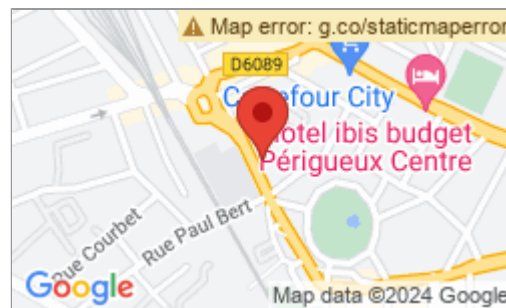 Map error: g.co/staticmaperror
D6089
Carrefour City
Hotel ibis budget
Périgueux Centre
Rue Paul Bert
Rue Courbet
Google
Map data ©2024 Google